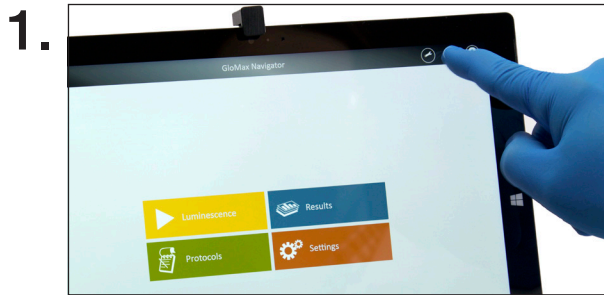 1.
GloMax Navigator
Luminescence
Results
Protocols
Settings